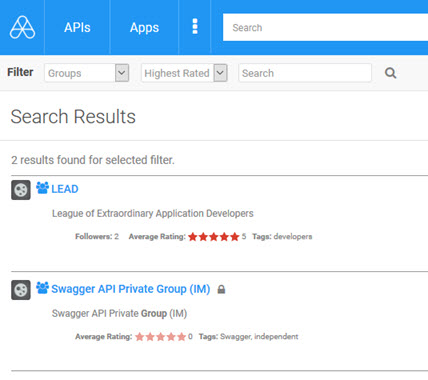 APIs Apps Search
Filter Groups Highest Rated Search
Search Results
2 results found for selected filter.
LEAD
League of Extraordinary Application Developers
Followers: 2 Average Rating: 5 Tags: developers
Swagger API Private Group (IM)
Swagger API Private Group (IM)
Average Rating: 0 Tags: Swagger, independent